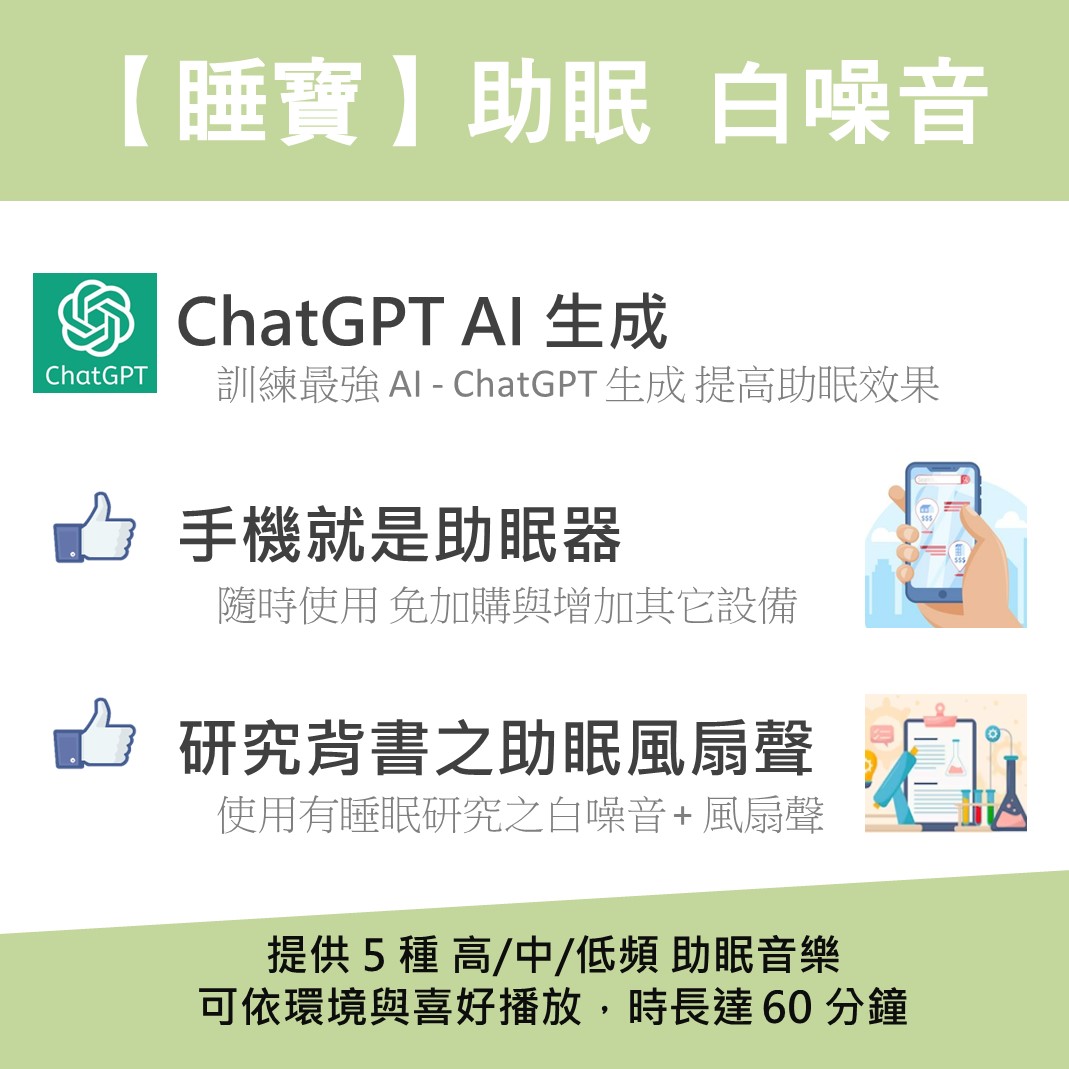 【睡寶】助眠 白噪音
ChatGPT
ChatGPT AI 生成
訓練最強 AI - ChatGPT 生成 提高助眠效果
手機就是助眠器
隨時使用 免加購與增加其它設備
$$$
$$$
研究背書之助眠風扇聲
使用有睡眠研究之白噪音+ 風扇聲
提供 5 種 高/中/低頻 助眠音樂
可依環境與喜好播放，時長達 60 分鐘